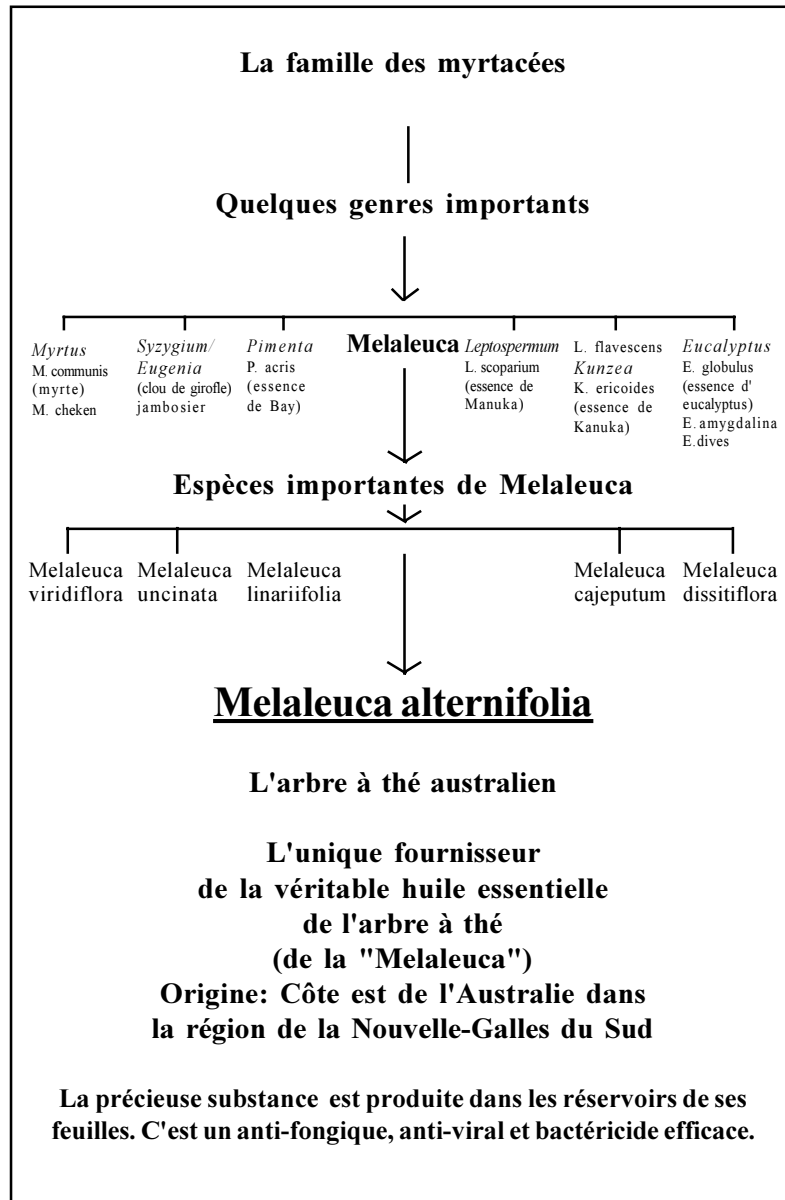 La famille des myrtacées
Quelques genres importants
Myrtus
M. communis
(myrte)
M. cheken
Syzygium/
Eugenia
(clou de girofle)
jambosier
Pimenta
P. acris
(essence
de Bay)
Melaleuca
Leptospermum
L. scoparium
(essence de
Manuka)
L. flavescens
Kunzea
K. ericoides
(essence de
Kanuka)
Eucalyptus
E. globulus
(essence d'
eucalyptus)
E. amygdalina
E.dives
Espèces importantes de Melaleuca
Melaleuca
viridiflora
Melaleuca
uncinata
Melaleuca
linariifolia
Melaleuca
cajeputum
Melaleuca
dissitiflora
Melaleuca alternifolia
L'arbre à thé australien
L'unique fournisseur
de la véritable huile essentielle
de l'arbre à thé
(de la "Melaleuca")
Origine: Côte est de l'Australie dans
la région de la Nouvelle-Galles du Sud
La précieuse substance est produite dans les réservoirs de ses
feuilles. C'est un anti-fongique, anti-viral et bactéricide efficace.